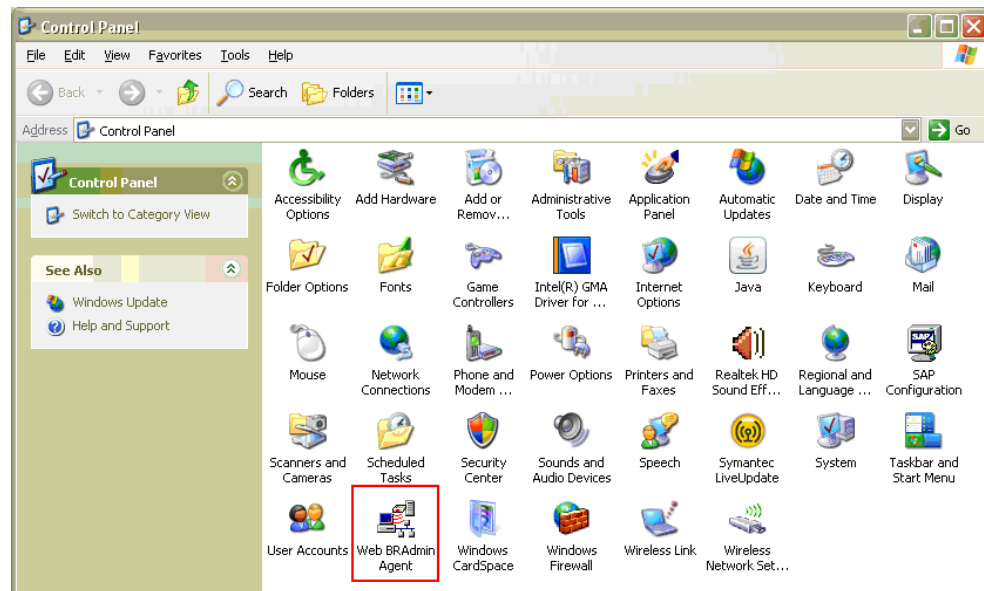 Control Panel
File Edit View Favorites Tools Help
Back Search Folders
Address Control Panel Go
Control Panel
Switch to Category View
See Also
Windows Update
Help and Support
Accessibility Options
Add Hardware
Add or Remov...
Administrative Tools
Application Panel
Automatic Updates
Date and Time
Display
Folder Options
Fonts
Game Controllers
Intel(R) GMA Driver for ...
Internet Options
Java
Keyboard
Mail
Mouse
Network Connections
Phone and Modem ...
Power Options
Printers and Faxes
Realtek HD Sound Eff...
Regional and Language ...
SAP
SAP Configuration
Scanners and Cameras
Scheduled Tasks
Security Center
Sounds and Audio Devices
Speech
Symantec LiveUpdate
System
Taskbar and Start Menu
User Accounts
Web BRAdmin Agent
Windows CardSpace
Windows Firewall
Wireless Link
Wireless Network Set...